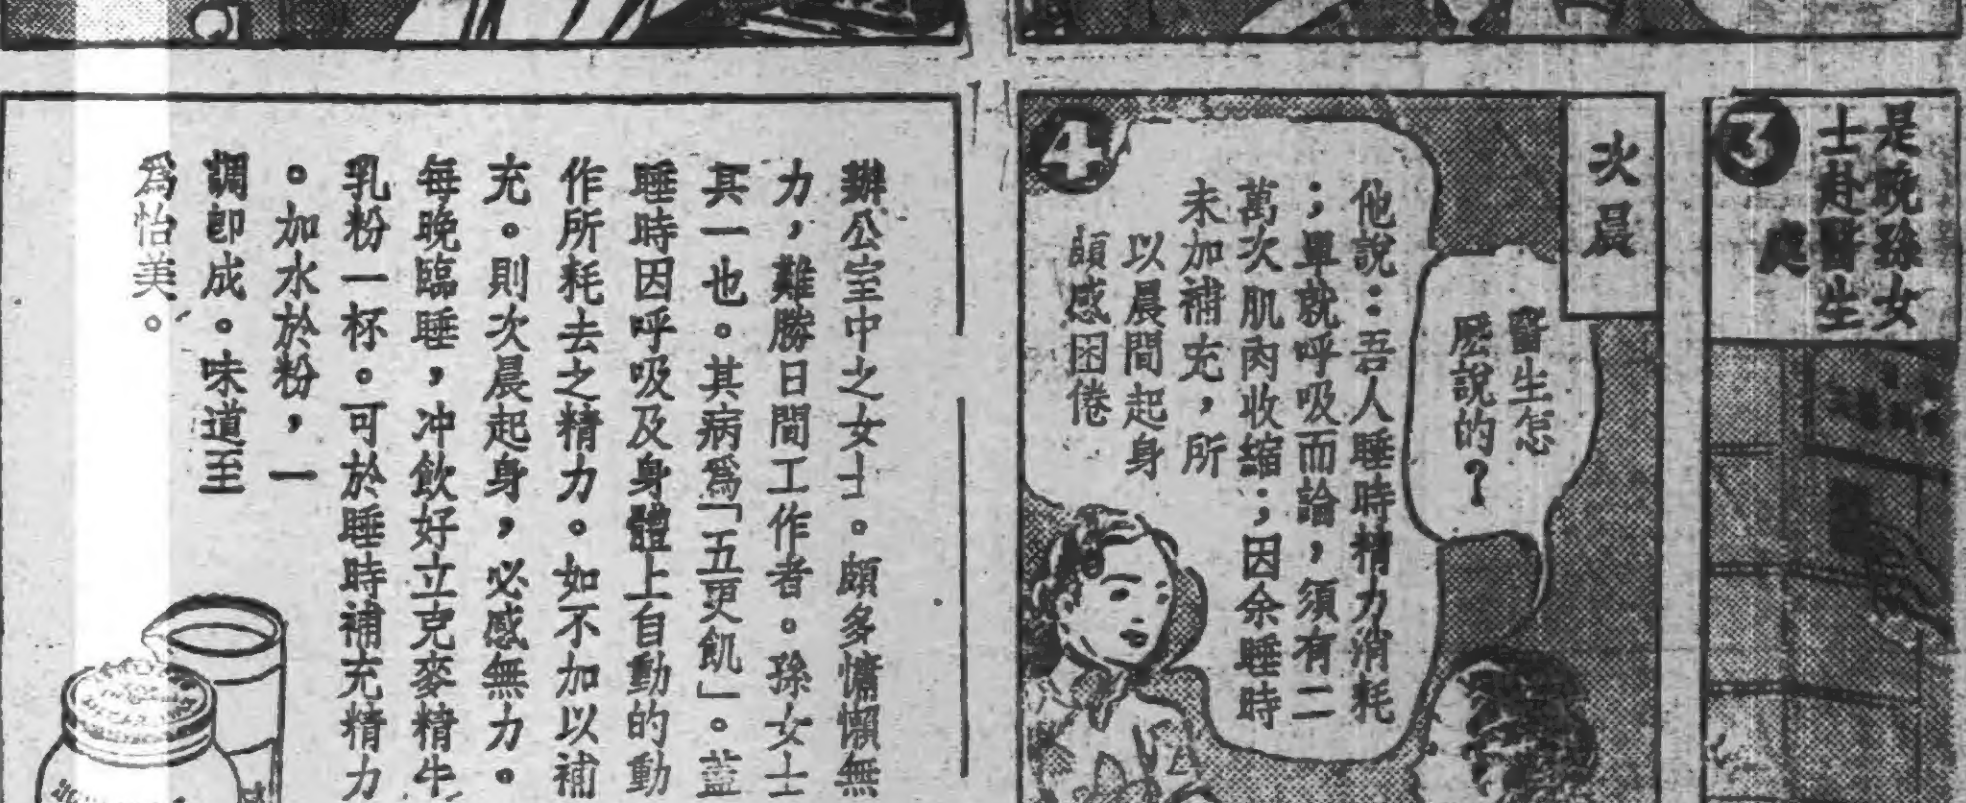 是晚孫女
士赴醫生
處
3
次晨
4
醫生怎
麽說的？
他說：吾人睡時精力消耗
；單就呼吸而論，須有二
萬次肌肉收縮；因余睡時
未加補充，所
以晨間起身
頗感困倦
辦公室中之女士。頗多慵懶無
力，難勝日間工作者。孫女士
其一也。其病爲「五更飢」。蓋
睡時因呼吸及身體上自動的動
作所耗去之精力。如不加以補
充。則次晨起身，必感無力。
每晚臨睡，冲飲好立克麥精牛
乳粉一杯。可於睡時補充精力
。加水於粉，一
調卽成。味道至
爲怡美。